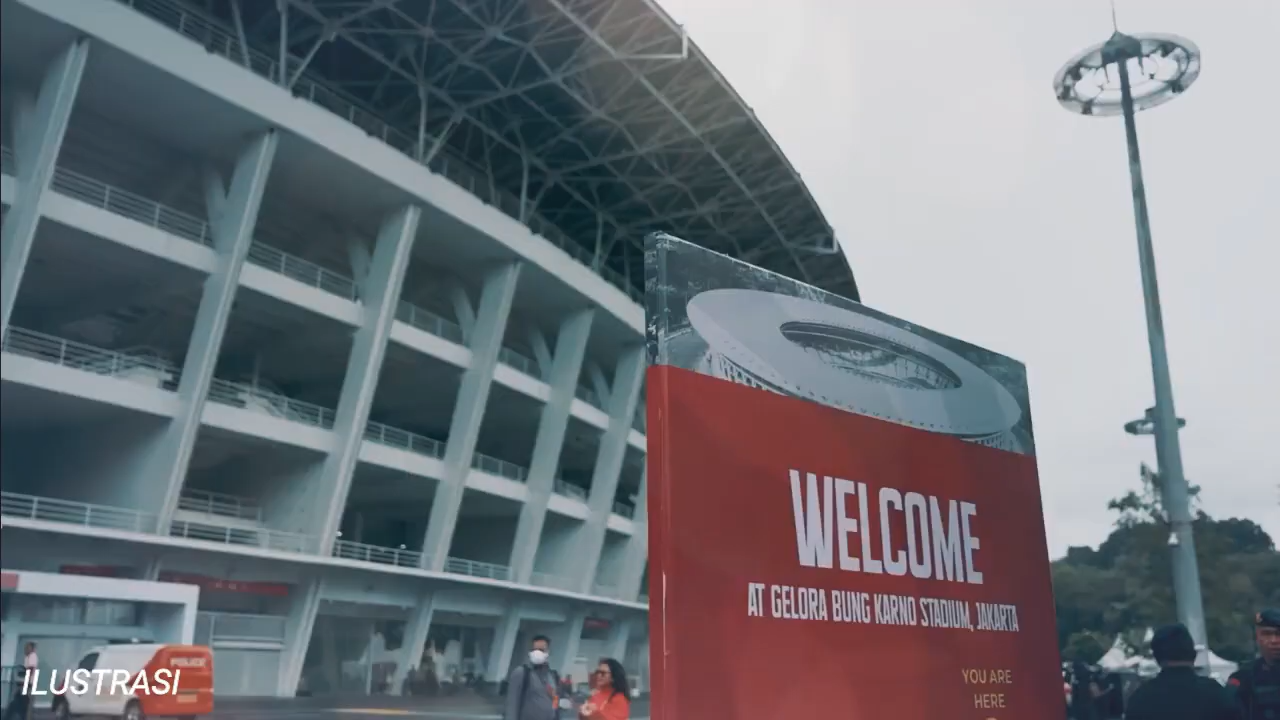 WELCOME
AT GELORA BUNG KARNO STADIUM, JAKARTA
YOU ARE
HERE
POLICE
ILUSTRASI